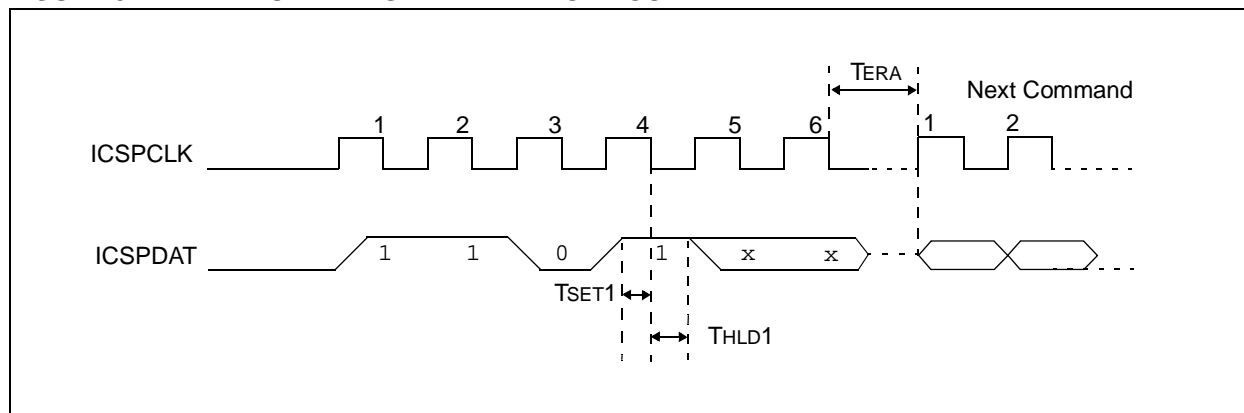 TERA
Next Command
1 2 3 4 5 6 1 2
ICSPCLK
ICSPDAT
1 1 0 1 x x
TSET1
THLD1